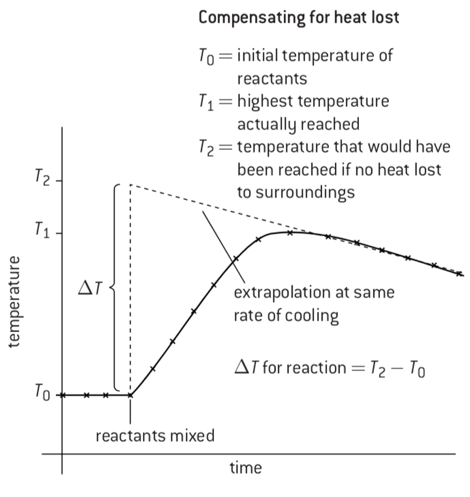 Compensating for heat lost
T₀ = initial temperature of
reactants
T₁ = highest temperature
actually reached
T₂ = temperature that would have
been reached if no heat lost
to surroundings
T₂
T₁
ΔT
temperature
extrapolation at same
rate of cooling
ΔT for reaction = T₂ – T₀
T₀
reactants mixed
time